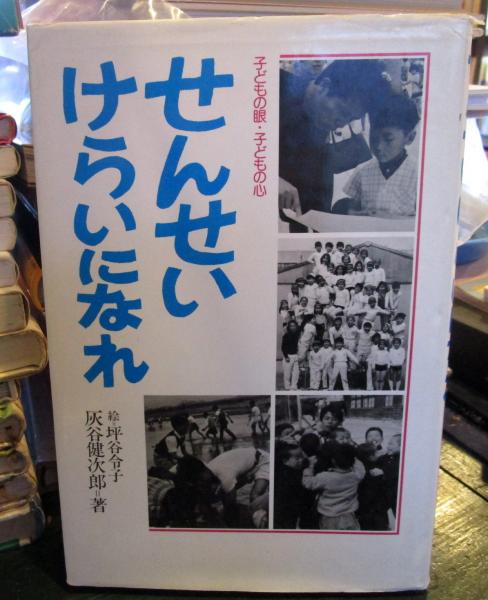 子どもの眼・子どもの心
せんせい
けらいになれ
絵・坪谷令子
灰谷健次郎=著